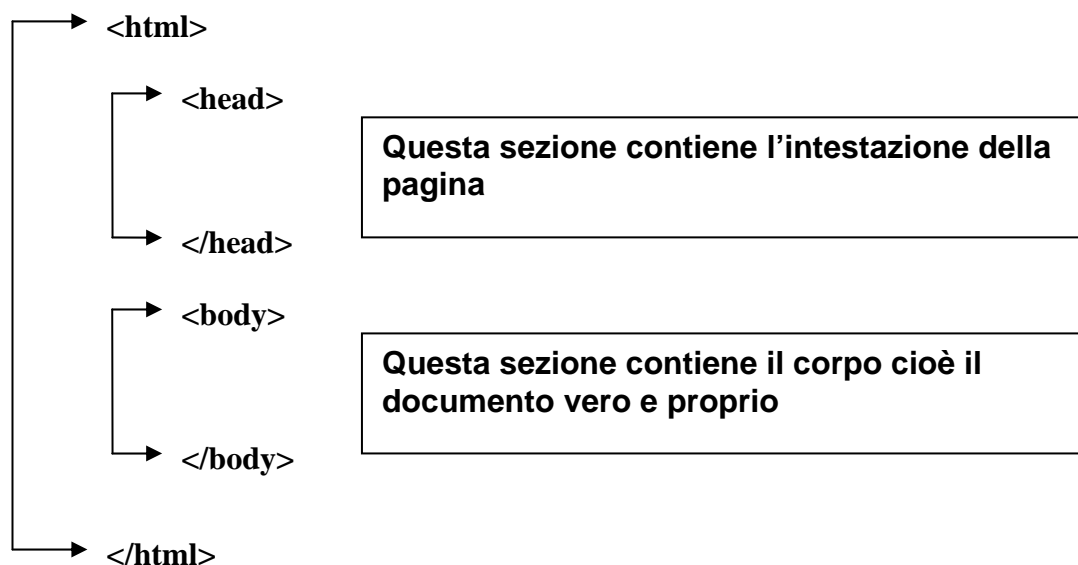 <html>
<head>
Questa sezione contiene l’intestazione della
pagina
</head>
<body>
Questa sezione contiene il corpo cioè il
documento vero e proprio
</body>
</html>